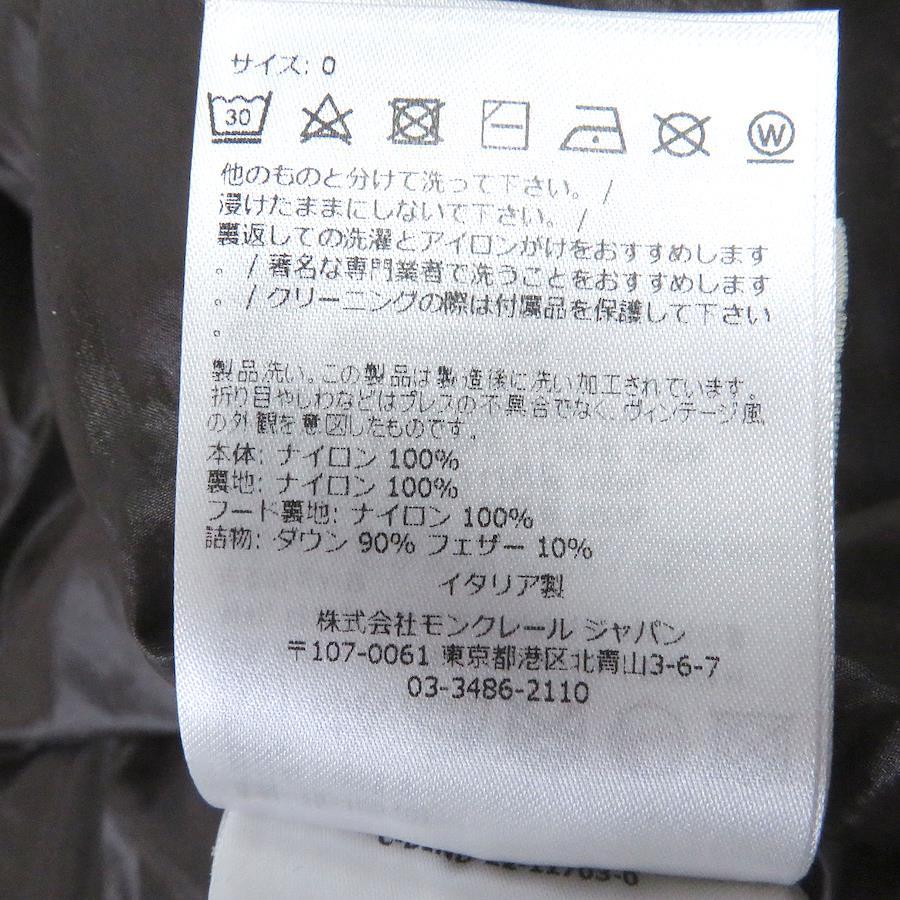 サイズ: 0
30
W
他のものと分けて洗って下さい。 /
浸けたままにしないで下さい。 /
裏返しての洗濯とアイロンがけをおすすめします
。 / 著名な専門業者で洗うことをおすすめします
。 / クリーニングの際は付属品を保護して下さい
。
製品洗い。この製品は製造後に洗い加工されています。
折り目やしわなどはプレスの不具合でなく、ヴィンテージ風
の外観を意図したものです。
本体: ナイロン 100%
裏地: ナイロン 100%
フード裏地: ナイロン 100%
詰物: ダウン 90% フェザー 10%
イタリア製
株式会社モンクレール ジャパン
〒107-0061 東京都港区北青山3-6-7
03-3486-2110